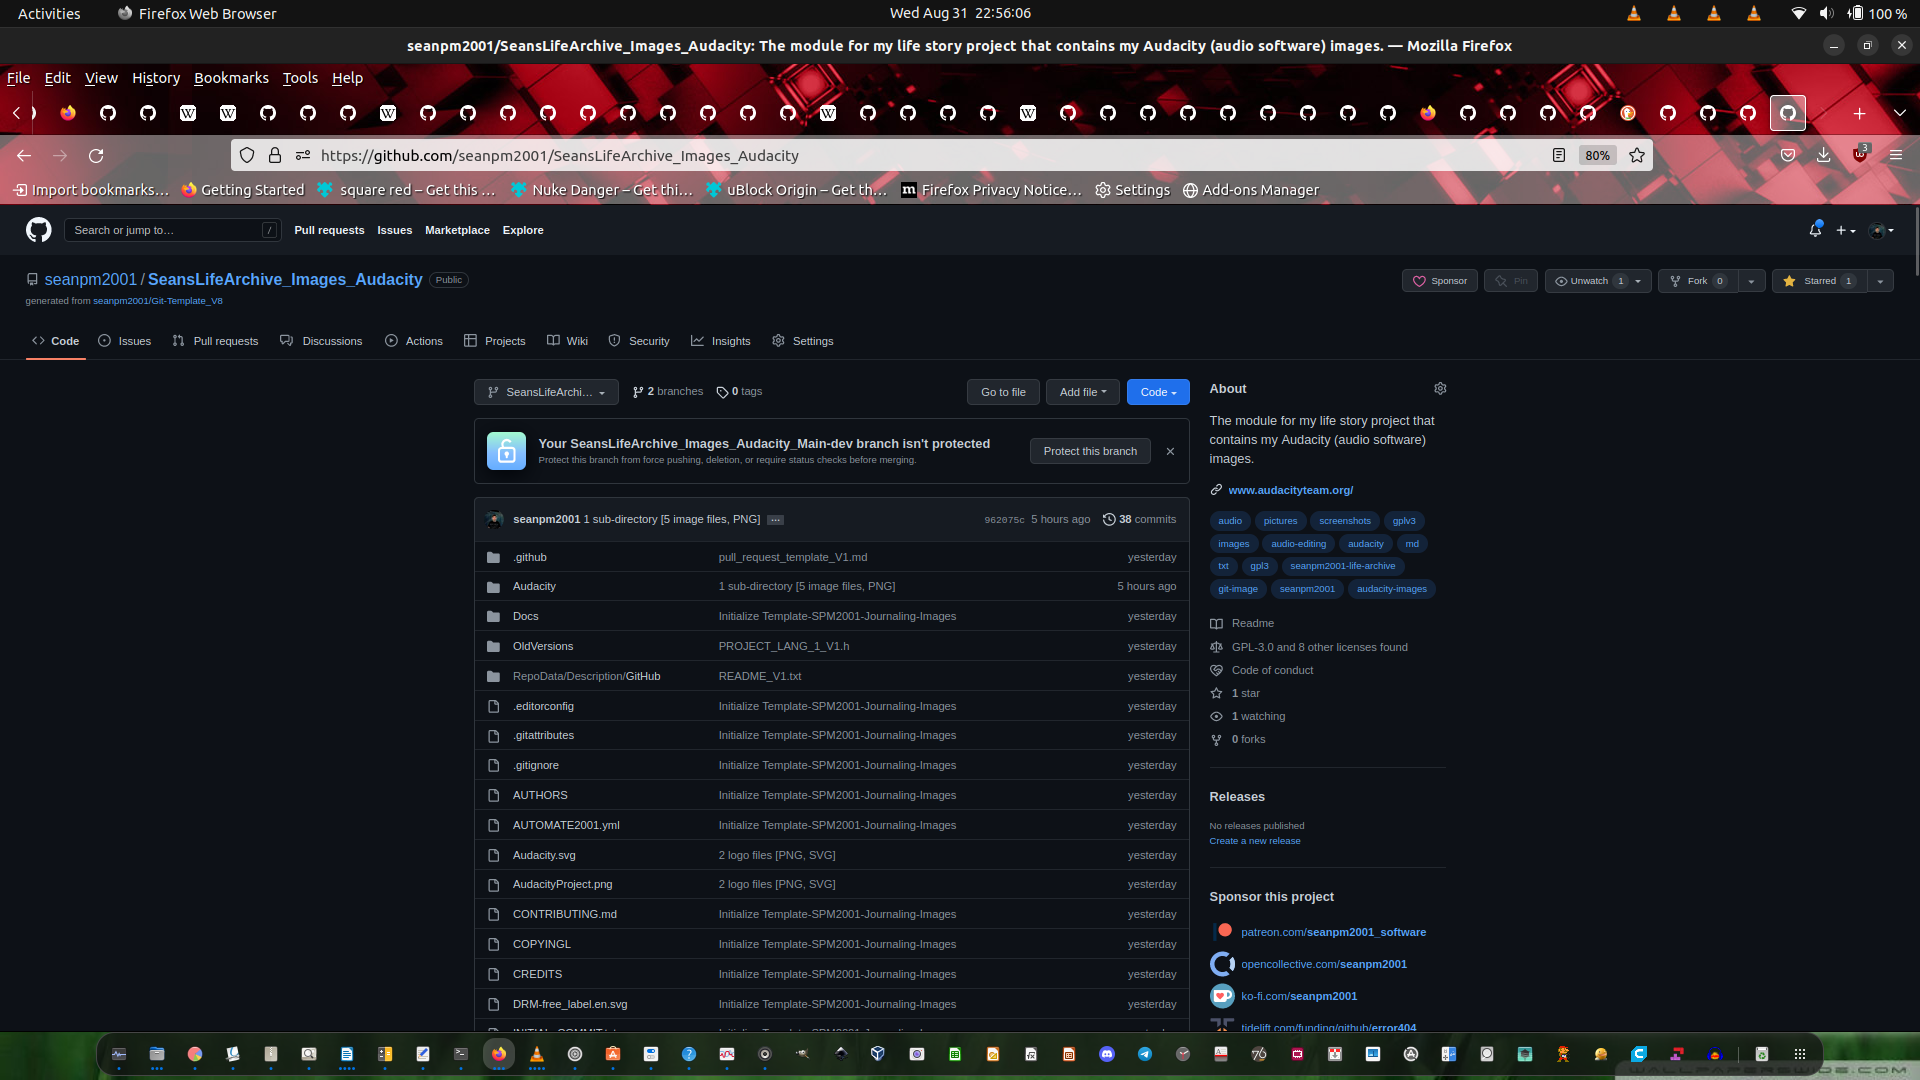 Activities
Firefox Web Browser
Wed Aug 31 22:56:06
100 %
seanpm2001/SeansLifeArchive_Images_Audacity: The module for my life story project that contains my Audacity (audio software) images. — Mozilla Firefox
File Edit View History Bookmarks Tools Help
https://github.com/seanpm2001/SeansLifeArchive_Images_Audacity
80%
3
Import bookmarks…
Getting Started
square red – Get this …
Nuke Danger – Get thi…
uBlock Origin – Get th…
Firefox Privacy Notice…
Settings
Add-ons Manager
Search or jump to…
/
Pull requests
Issues
Marketplace
Explore
seanpm2001 / SeansLifeArchive_Images_Audacity
Public
generated from seanpm2001/Git-Template_V8
Sponsor
Pin
Unwatch 1
Fork 0
Starred 1
Code
Issues
Pull requests
Discussions
Actions
Projects
Wiki
Security
Insights
Settings
SeansLifeArchi…
2 branches
0 tags
Go to file
Add file
Code
Your SeansLifeArchive_Images_Audacity_Main-dev branch isn't protected
Protect this branch from force pushing, deletion, or require status checks before merging.
Protect this branch
seanpm2001 1 sub-directory [5 image files, PNG] …
962075c 5 hours ago
38 commits
.github pull_request_template_V1.md yesterday
Audacity 1 sub-directory [5 image files, PNG] 5 hours ago
Docs Initialize Template-SPM2001-Journaling-Images yesterday
OldVersions PROJECT_LANG_1_V1.h yesterday
RepoData/Description/GitHub README_V1.txt yesterday
.editorconfig Initialize Template-SPM2001-Journaling-Images yesterday
.gitattributes Initialize Template-SPM2001-Journaling-Images yesterday
.gitignore Initialize Template-SPM2001-Journaling-Images yesterday
AUTHORS Initialize Template-SPM2001-Journaling-Images yesterday
AUTOMATE2001.yml Initialize Template-SPM2001-Journaling-Images yesterday
Audacity.svg 2 logo files [PNG, SVG] yesterday
AudacityProject.png 2 logo files [PNG, SVG] yesterday
CONTRIBUTING.md Initialize Template-SPM2001-Journaling-Images yesterday
COPYINGL Initialize Template-SPM2001-Journaling-Images yesterday
CREDITS Initialize Template-SPM2001-Journaling-Images yesterday
DRM-free_label.en.svg Initialize Template-SPM2001-Journaling-Images yesterday
About
The module for my life story project that
contains my Audacity (audio software)
images.
www.audacityteam.org/
audio pictures screenshots gplv3
images audio-editing audacity md
txt gpl3 seanpm2001-life-archive
git-image seanpm2001 audacity-images
Readme
GPL-3.0 and 8 other licenses found
Code of conduct
1 star
1 watching
0 forks
Releases
No releases published
Create a new release
Sponsor this project
patreon.com/seanpm2001_software
opencollective.com/seanpm2001
ko-fi.com/seanpm2001
tidelift.com/funding/github/error404
WALLPAPERSWIDE.COM